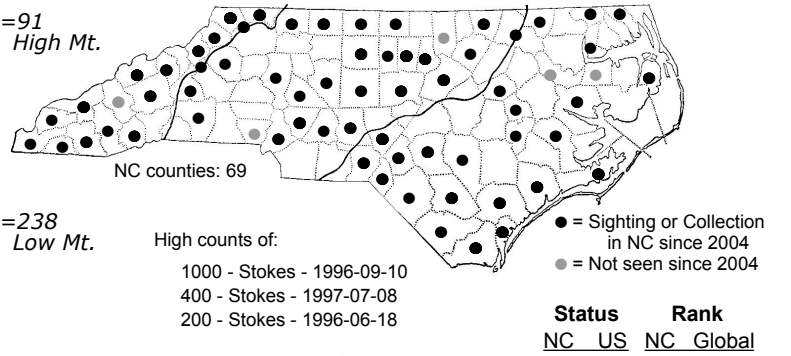 =91
High Mt.
NC counties: 69
=238
Low Mt.
High counts of:
1000 - Stokes - 1996-09-10
400 - Stokes - 1997-07-08
200 - Stokes - 1996-06-18
= Sighting or Collection
in NC since 2004
= Not seen since 2004
Status Rank
NC US NC Global